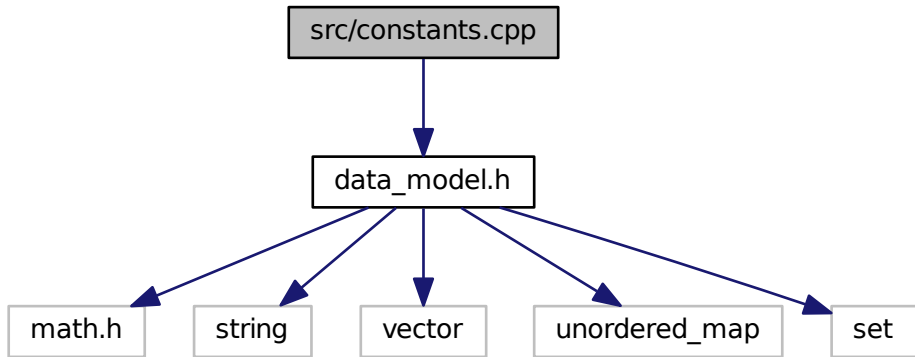 src/constants.cpp
data_model.h
math.h
string
vector
unordered_map
set